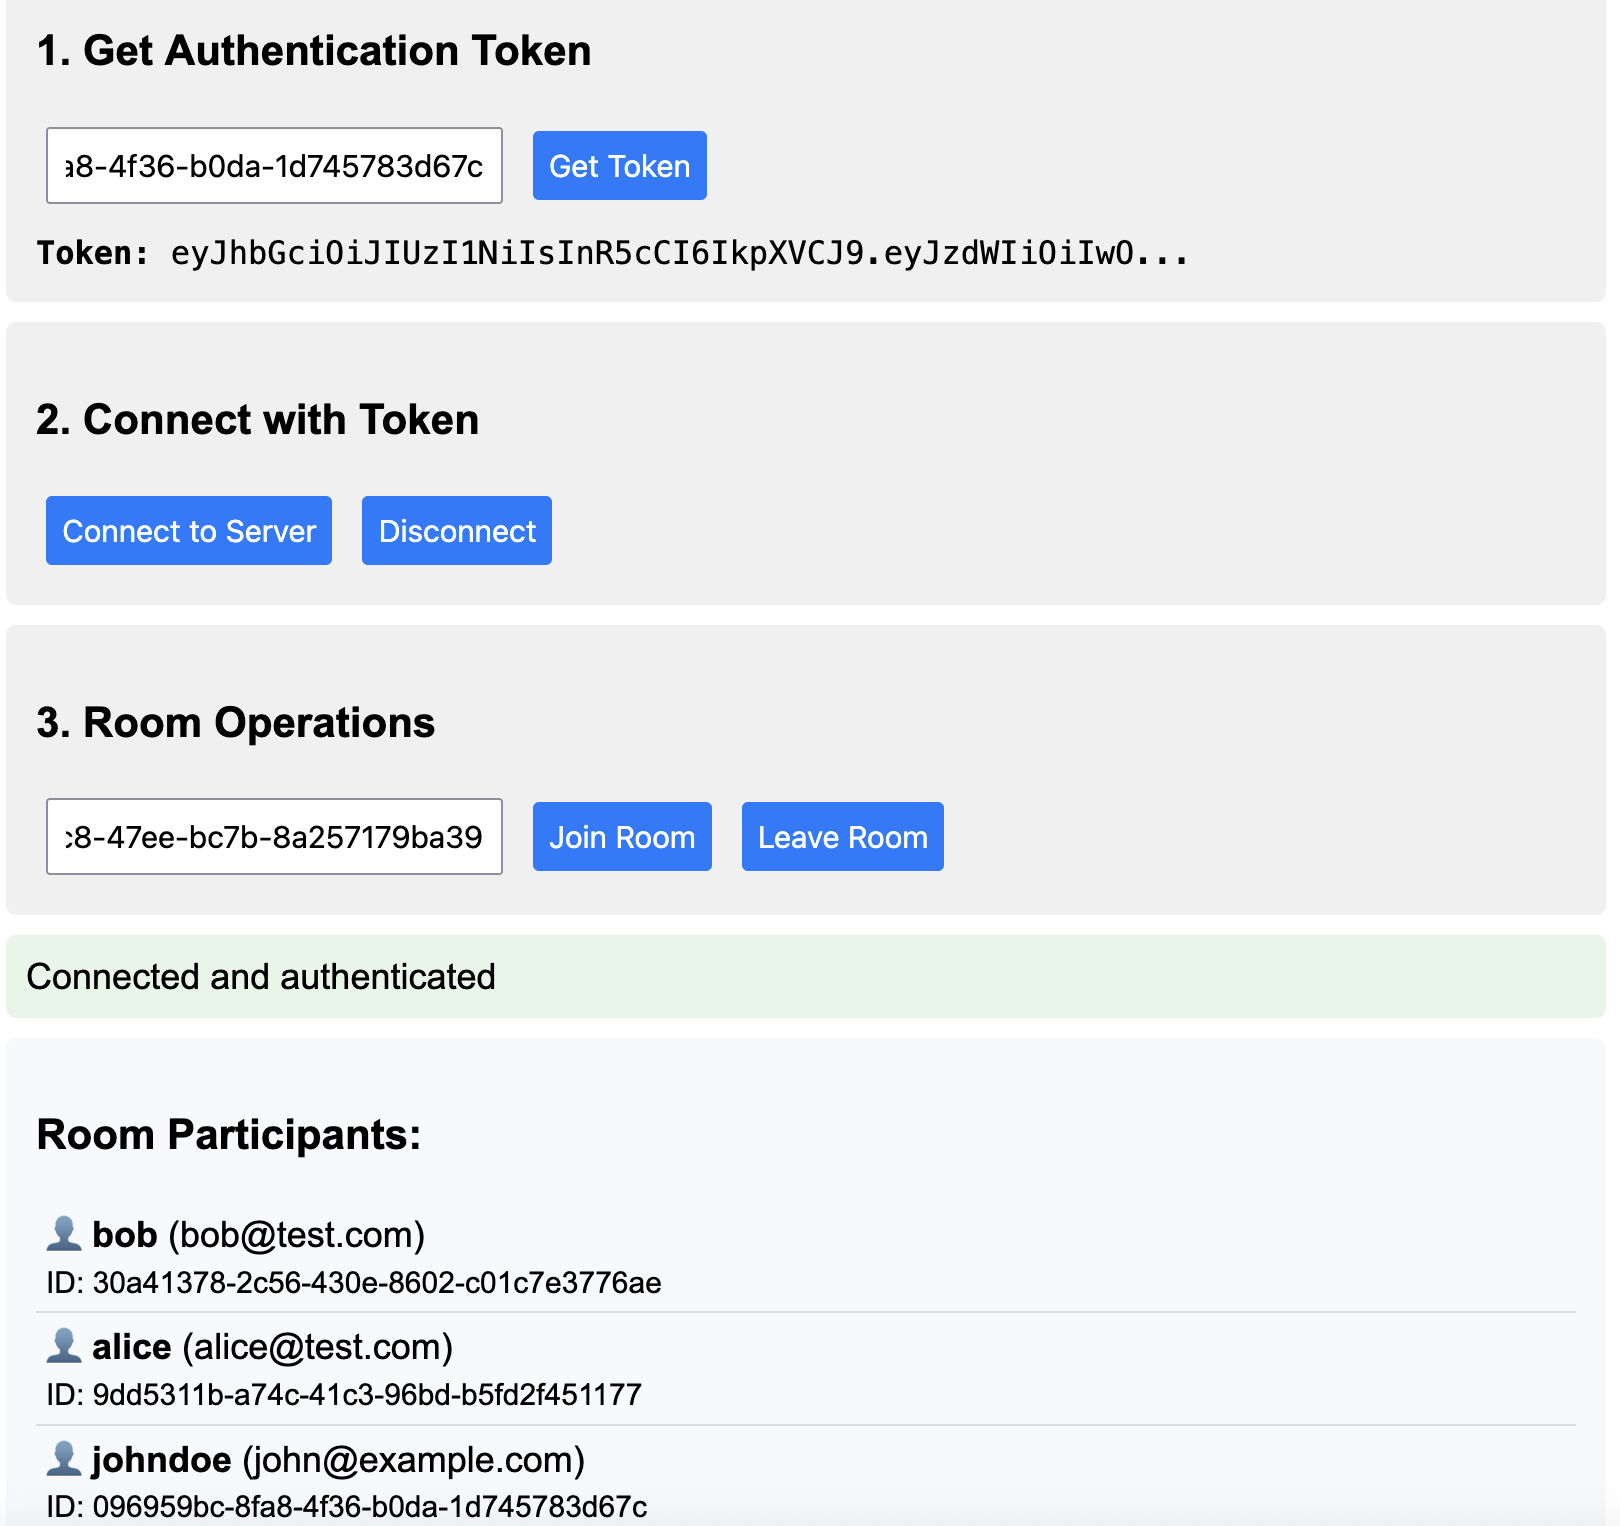 1. Get Authentication Token
a8-4f36-b0da-1d745783d67c
Get Token
Token: eyJhbGciOiJIUzI1NiIsInR5cCI6IkpXVCJ9.eyJzdWIiOiIwO...
2. Connect with Token
Connect to Server
Disconnect
3. Room Operations
c8-47ee-bc7b-8a257179ba39
Join Room
Leave Room
Connected and authenticated
Room Participants:
bob (bob@test.com)
ID: 30a41378-2c56-430e-8602-c01c7e3776ae
alice (alice@test.com)
ID: 9dd5311b-a74c-41c3-96bd-b5fd2f451177
johndoe (john@example.com)
ID: 096959bc-8fa8-4f36-b0da-1d745783d67c